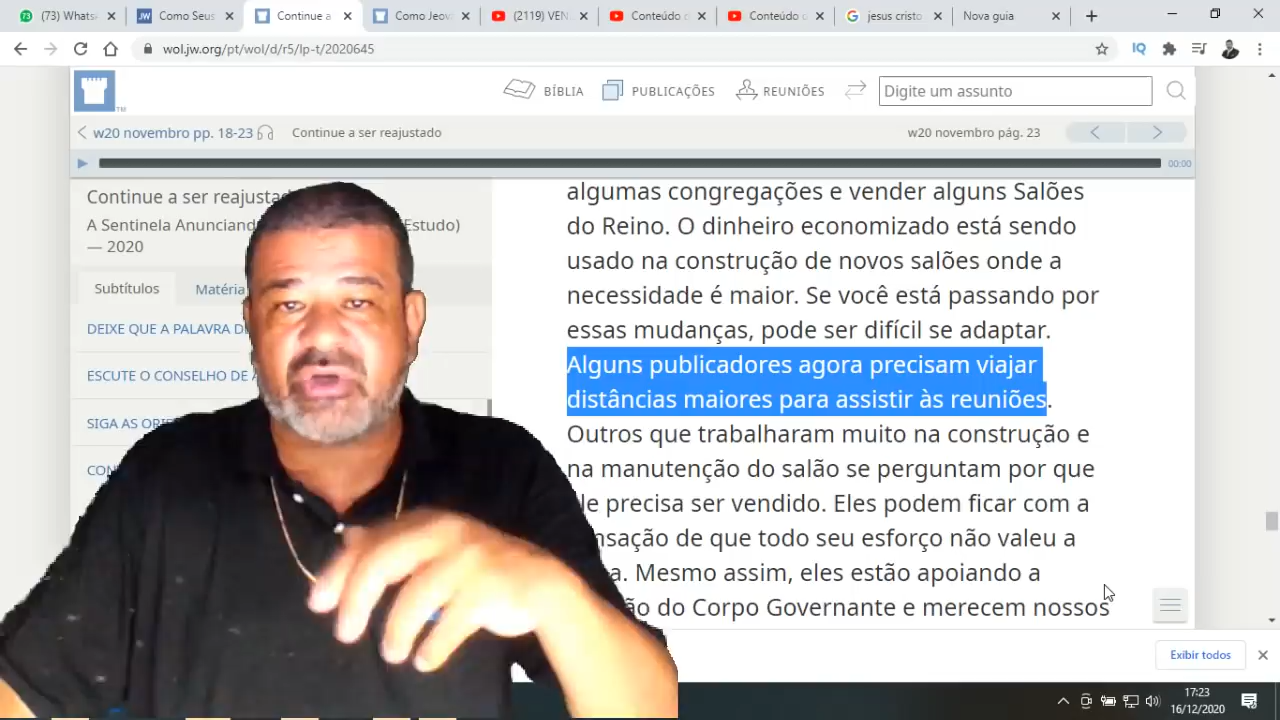 (73) Whats
Como Seus
Continue a
Como Jeov
(2119) VEN
Conteúdo d
Conteúdo d
jesus cristo
Nova guia
wol.jw.org/pt/wol/d/r5/lp-t/2020645
IQ
BÍBLIA
PUBLICAÇÕES
REUNIÕES
Digite um assunto
TM
w20 novembro pp. 18-23
Continue a ser reajustado
w20 novembro pág. 23
00:00
Continue a ser reajustad
A Sentinela Anunciand
Estudo)
— 2020
Subtítulos
Matéria
DEIXE QUE A PALAVRA D
ESCUTE O CONSELHO DE A
SIGA AS OR
CON
algumas congregações e vender alguns Salões
do Reino. O dinheiro economizado está sendo
usado na construção de novos salões onde a
necessidade é maior. Se você está passando por
essas mudanças, pode ser difícil se adaptar.
Alguns publicadores agora precisam viajar
distâncias maiores para assistir às reuniões.
Outros que trabalharam muito na construção e
na manutenção do salão se perguntam por que
le precisa ser vendido. Eles podem ficar com a
nsação de que todo seu esforço não valeu a
a. Mesmo assim, eles estão apoiando a
ão do Corpo Governante e merecem nossos
Exibir todos
17:23
16/12/2020